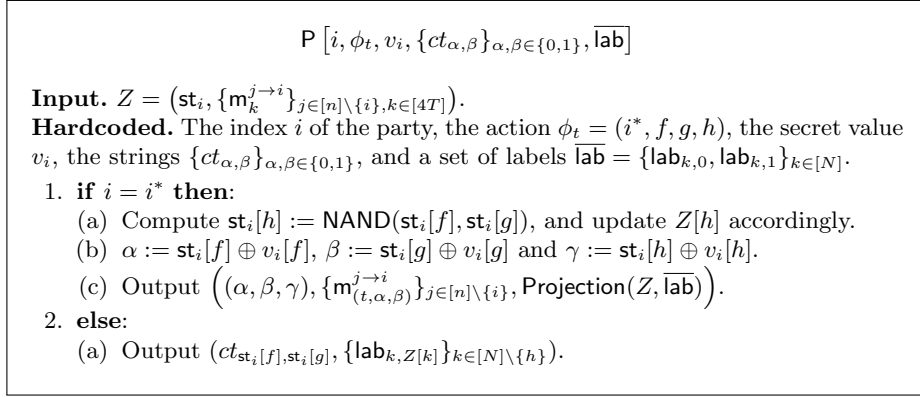 P [i, ϕ_t, v_i, {ct_{α,β}}_{α,β∈{0,1}}, \overline{lab}]
Input. Z = (st_i, {m_k^{j→i}}_{j∈[n]\{i},k∈[4T]}).
Hardcoded. The index i of the party, the action ϕ_t = (i*, f, g, h), the secret value
v_i, the strings {ct_{α,β}}_{α,β∈{0,1}}, and a set of labels \overline{lab} = {lab_{k,0}, lab_{k,1}}_{k∈[N]}.
1. if i = i* then:
(a) Compute st_i[h] := NAND(st_i[f], st_i[g]), and update Z[h] accordingly.
(b) α := st_i[f] ⊕ v_i[f], β := st_i[g] ⊕ v_i[g] and γ := st_i[h] ⊕ v_i[h].
(c) Output ((α, β, γ), {m_{(t,α,β)}^{j→i}}_{j∈[n]\{i}}, Projection(Z, \overline{lab})).
2. else:
(a) Output (ct_{st_i[f],st_i[g]}, {lab_{k,Z[k]}}_{k∈[N]\{h}}).